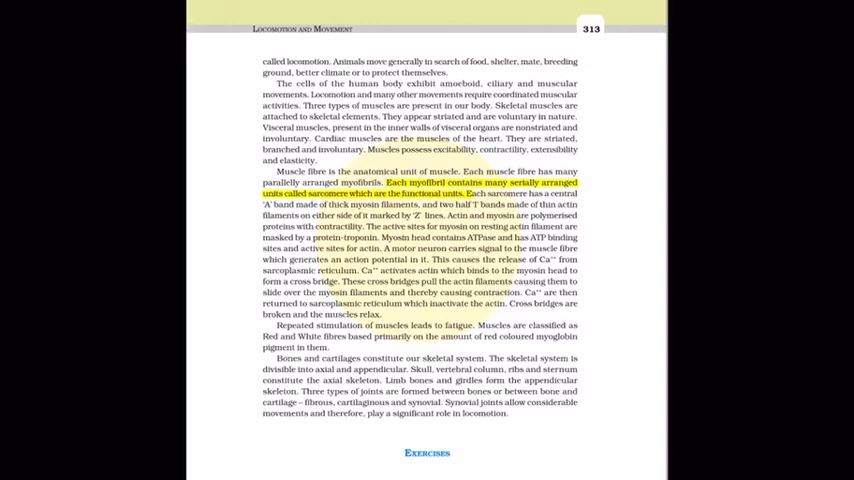 LOCOMOTION AND MOVEMENT
313
called locomotion. Animals move generally in search of food, shelter, mate, breeding
ground, better climate or to protect themselves.
The cells of the human body exhibit amoeboid, ciliary and muscular
movements. Locomotion and many other movements require coordinated muscular
activities. Three types of muscles are present in our body. Skeletal muscles are
attached to skeletal elements. They appear striated and are voluntary in nature.
Visceral muscles, present in the inner walls of visceral organs are nonstriated and
involuntary. Cardiac muscles are the muscles of the heart. They are striated,
branched and involuntary. Muscles possess excitability, contractility, extensibility
and elasticity.
Muscle fibre is the anatomical unit of muscle. Each muscle fibre has many
parallelly arranged myofibrils. Each myofibril contains many serially arranged
units called sarcomere which are the functional units. Each sarcomere has a central
'A' band made of thick myosin filaments, and two half 'I' bands made of thin actin
filaments on either side of it marked by 'Z' lines. Actin and myosin are polymerised
proteins with contractility. The active sites for myosin on resting actin filament are
masked by a protein-troponin. Myosin head contains ATPase and has ATP binding
sites and active sites for actin. A motor neuron carries signal to the muscle fibre
which generates an action potential in it. This causes the release of Ca⁺⁺ from
sarcoplasmic reticulum. Ca⁺⁺ activates actin which binds to the myosin head to
form a cross bridge. These cross bridges pull the actin filaments causing them to
slide over the myosin filaments and thereby causing contraction. Ca⁺⁺ are then
returned to sarcoplasmic reticulum which inactivate the actin. Cross bridges are
broken and the muscles relax.
Repeated stimulation of muscles leads to fatigue. Muscles are classified as
Red and White fibres based primarily on the amount of red coloured myoglobin
pigment in them.
Bones and cartilages constitute our skeletal system. The skeletal system is
divisible into axial and appendicular. Skull, vertebral column, ribs and sternum
constitute the axial skeleton. Limb bones and girdles form the appendicular
skeleton. Three types of joints are formed between bones or between bone and
cartilage – fibrous, cartilaginous and synovial. Synovial joints allow considerable
movements and therefore, play a significant role in locomotion.
EXERCISES